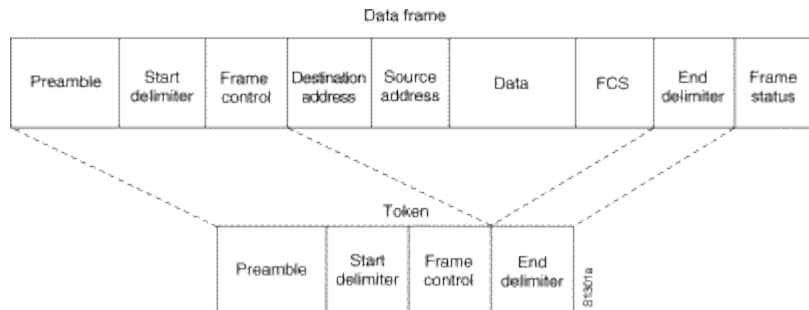 Data frame
Preamble
Start
delimiter
Frame
control
Destination
address
Source
address
Data
FCS
End
delimiter
Frame
status
Token
Preamble
Start
delimiter
Frame
control
End
delimiter